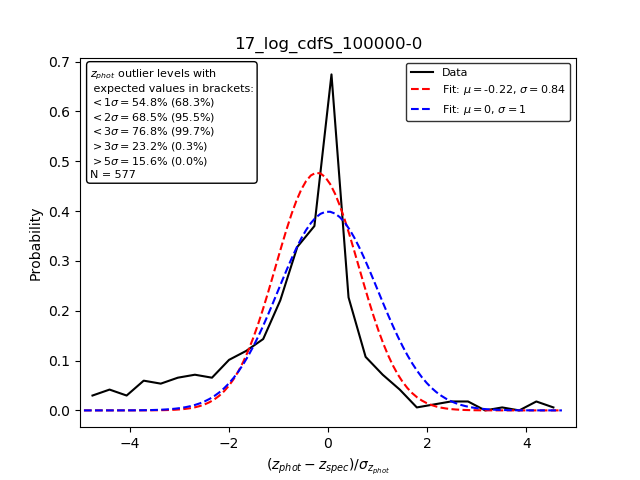 17_log_cdfS_100000-0
z_phot outlier levels with
expected values in brackets:
<1σ = 54.8% (68.3%)
<2σ = 68.5% (95.5%)
<3σ = 76.8% (99.7%)
>3σ = 23.2% (0.3%)
>5σ = 15.6% (0.0%)
N = 577
Data
Fit: μ = -0.22, σ = 0.84
Fit: μ = 0, σ = 1
0.7
0.6
0.5
0.4
0.3
0.2
0.1
0.0
Probability
−4 −2 0 2 4
(z_phot − z_spec)/σ_z_phot